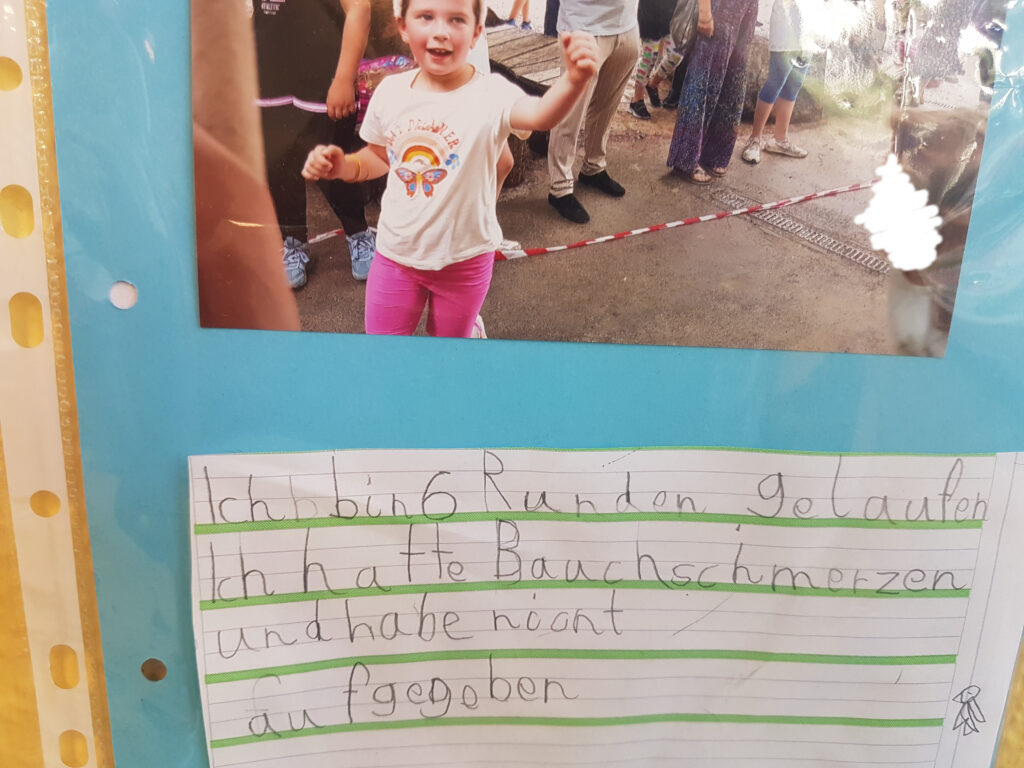 Ich bin 6 Runden gelaufen
Ich hatte Bauchschmerzen
und habe nicht
aufgegeben